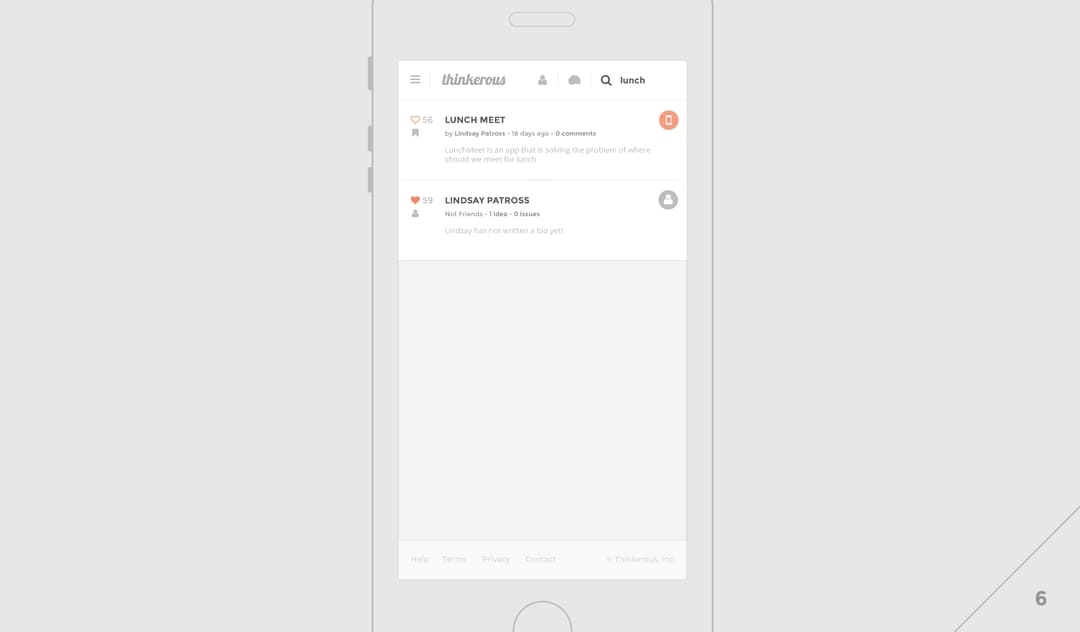 thinkerous
lunch
56
LUNCH MEET
by Lindsay Patross - 18 days ago - 0 comments
LunchMeet is an app that is solving the problem of where
should we meet for lunch
59
LINDSAY PATROSS
Not Friends - 1 idea - 0 issues
Lindsay has not written a bio yet!
Help Terms Privacy Contact © Thinkerous, Inc.
6